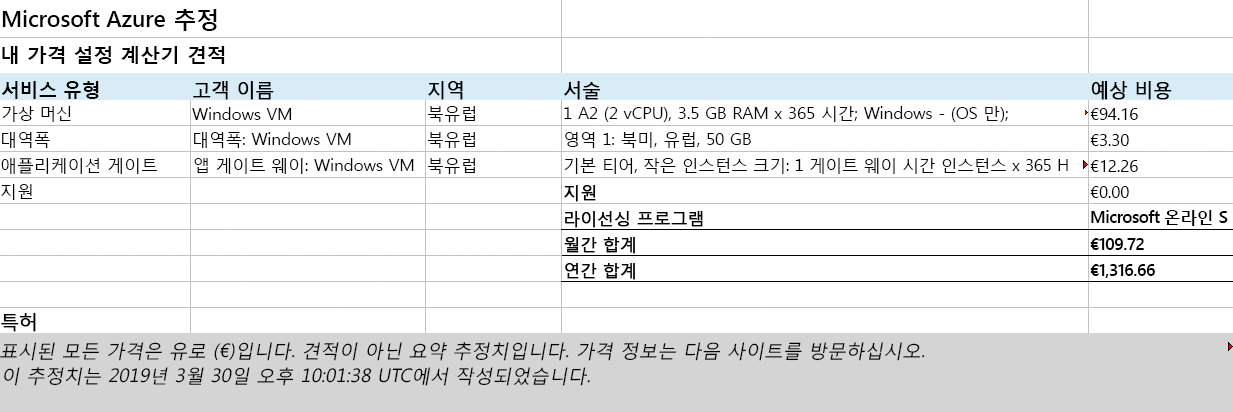 Microsoft Azure 추정
내 가격 설정 계산기 견적
서비스 유형 고객 이름 지역 서술 예상 비용
가상 머신 Windows VM 북유럽 1 A2 (2 vCPU), 3.5 GB RAM x 365 시간; Windows - (OS 만); €94.16
대역폭 대역폭: Windows VM 북유럽 영역 1: 북미, 유럽, 50 GB €3.30
애플리케이션 게이트 앱 게이트 웨이: Windows VM 북유럽 기본 티어, 작은 인스턴스 크기: 1 게이트 웨이 시간 인스턴스 x 365 H €12.26
지원 지원 €0.00
라이선싱 프로그램 Microsoft 온라인 S
월간 합계 €109.72
연간 합계 €1,316.66
특허
표시된 모든 가격은 유로 (€)입니다. 견적이 아닌 요약 추정치입니다. 가격 정보는 다음 사이트를 방문하십시오.
이 추정치는 2019년 3월 30일 오후 10:01:38 UTC에서 작성되었습니다.